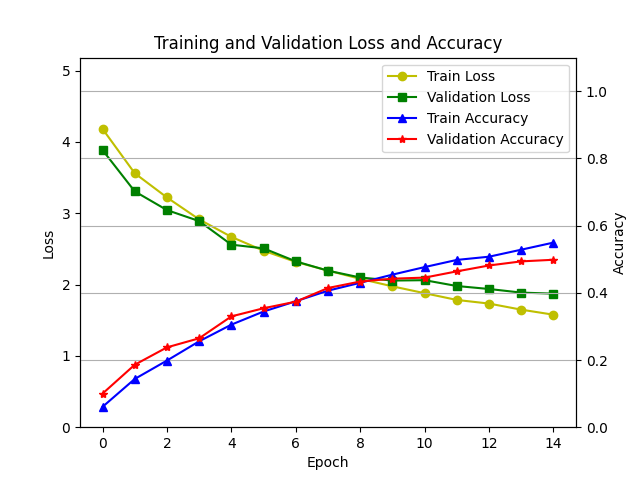 Training and Validation Loss and Accuracy
Train Loss
Validation Loss
Train Accuracy
Validation Accuracy
Loss
5
4
3
2
1
0
Accuracy
1.0
0.8
0.6
0.4
0.2
0.0
0 2 4 6 8 10 12 14
Epoch